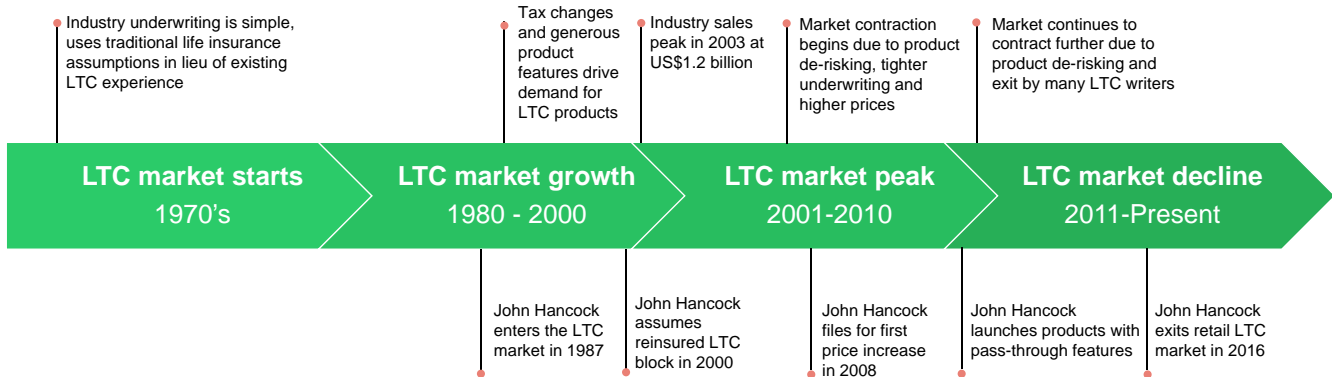 Industry underwriting is simple,
uses traditional life insurance
assumptions in lieu of existing
LTC experience
Tax changes
and generous
product
features drive
demand for
LTC products
Industry sales
peak in 2003 at
US$1.2 billion
Market contraction
begins due to product
de-risking, tighter
underwriting and
higher prices
Market continues to
contract further due to
product de-risking and
exit by many LTC writers
LTC market starts
1970's
LTC market growth
1980 - 2000
LTC market peak
2001-2010
LTC market decline
2011-Present
John Hancock
enters the LTC
market in 1987
John Hancock
assumes
reinsured LTC
block in 2000
John Hancock
files for first
price increase
in 2008
John Hancock
launches products with
pass-through features
John Hancock
exits retail LTC
market in 2016